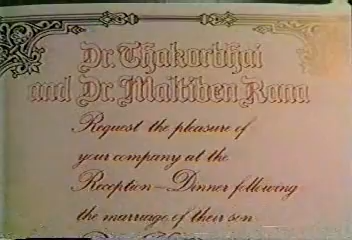 Dr. Thakorbhai
and Dr. Maltiben Rana
Request the pleasure of
your company at the
Reception - Dinner following
the marriage of their son